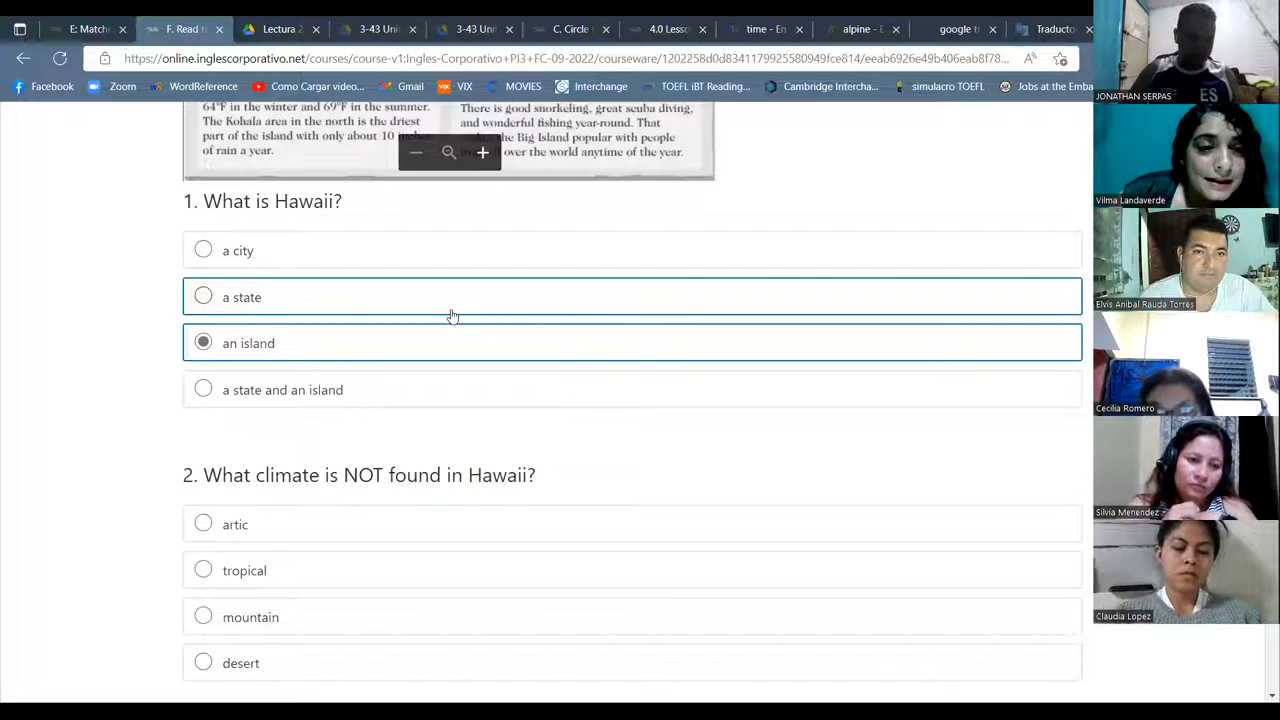 E: Matchi
F. Read t
Lectura 2
3-43 Uni
3-43 Uni
C. Circle
4.0 Lesso
time - En
alpine - E
google tr
Traducto
https://online.inglescorporativo.net/courses/course-v1:Ingles-Corporativo+PI3+FC-09-2022/courseware/1202258d0d8341179925580949fce814/eeab6926e49b406eab8f78...
Facebook
Zoom
WordReference
Como Cargar video...
Gmail
VIX
MOVIES
Interchange
TOEFL iBT Reading...
Cambridge Intercha...
simulacro TOEFL
Jobs at the Emba
64°F in the winter and 69°F in the summer.
The Kohala area in the north is the driest
part of the island with only about 10 inches
of rain a year.
There is good snorkeling, great scuba diving,
and wonderful fishing year-round. That
the Big Island popular with people
over the world anytime of the year.
1. What is Hawaii?
a city
a state
an island
a state and an island
2. What climate is NOT found in Hawaii?
artic
tropical
mountain
desert
ES
JONATHAN SERPAS
Vilma Landaverde
Elvis Anibal Rauda Torres
Cecilia Romero
Silvia Menendez
Claudia Lopez